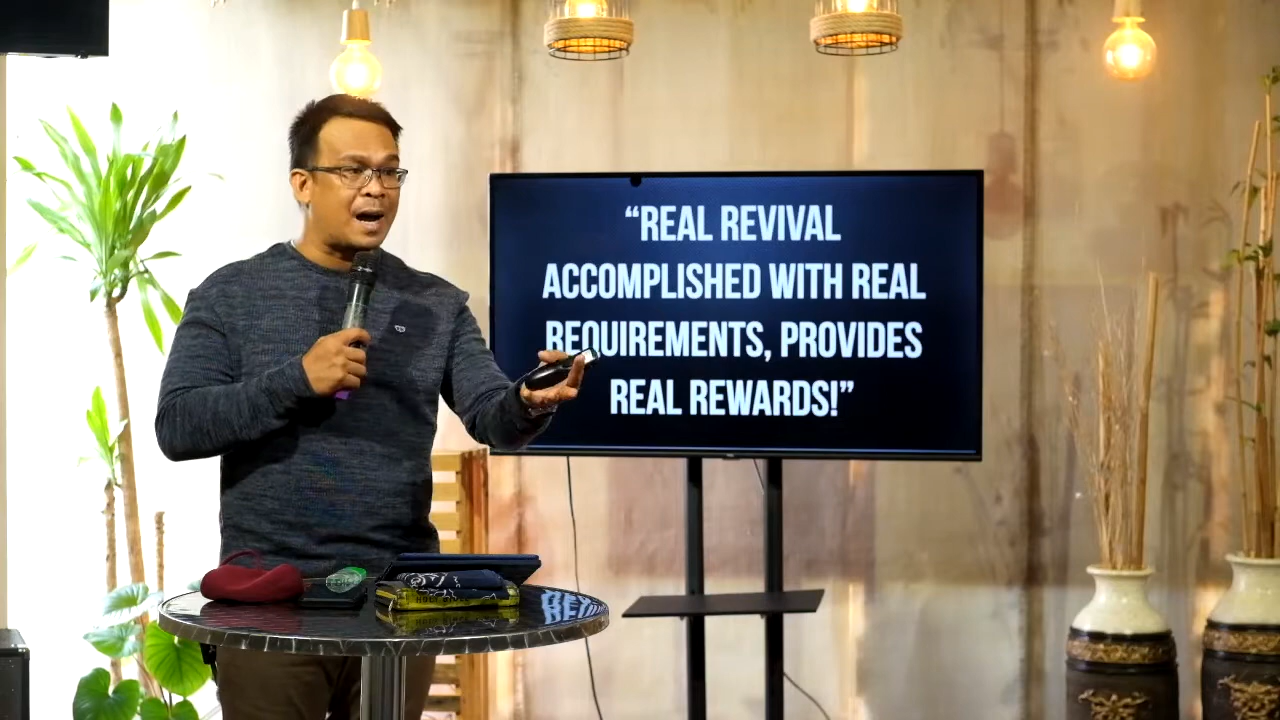 “REAL REVIVAL
ACCOMPLISHED WITH REAL
REQUIREMENTS, PROVIDES
REAL REWARDS!”